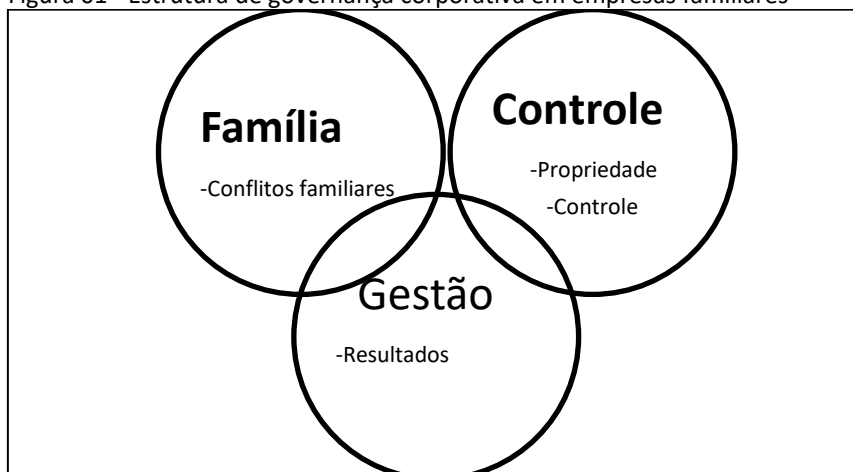 Figura 01 - Estrutura de governança corporativa em empresas familiares
Família
-Conflitos familiares
Controle
-Propriedade
-Controle
Gestão
-Resultados